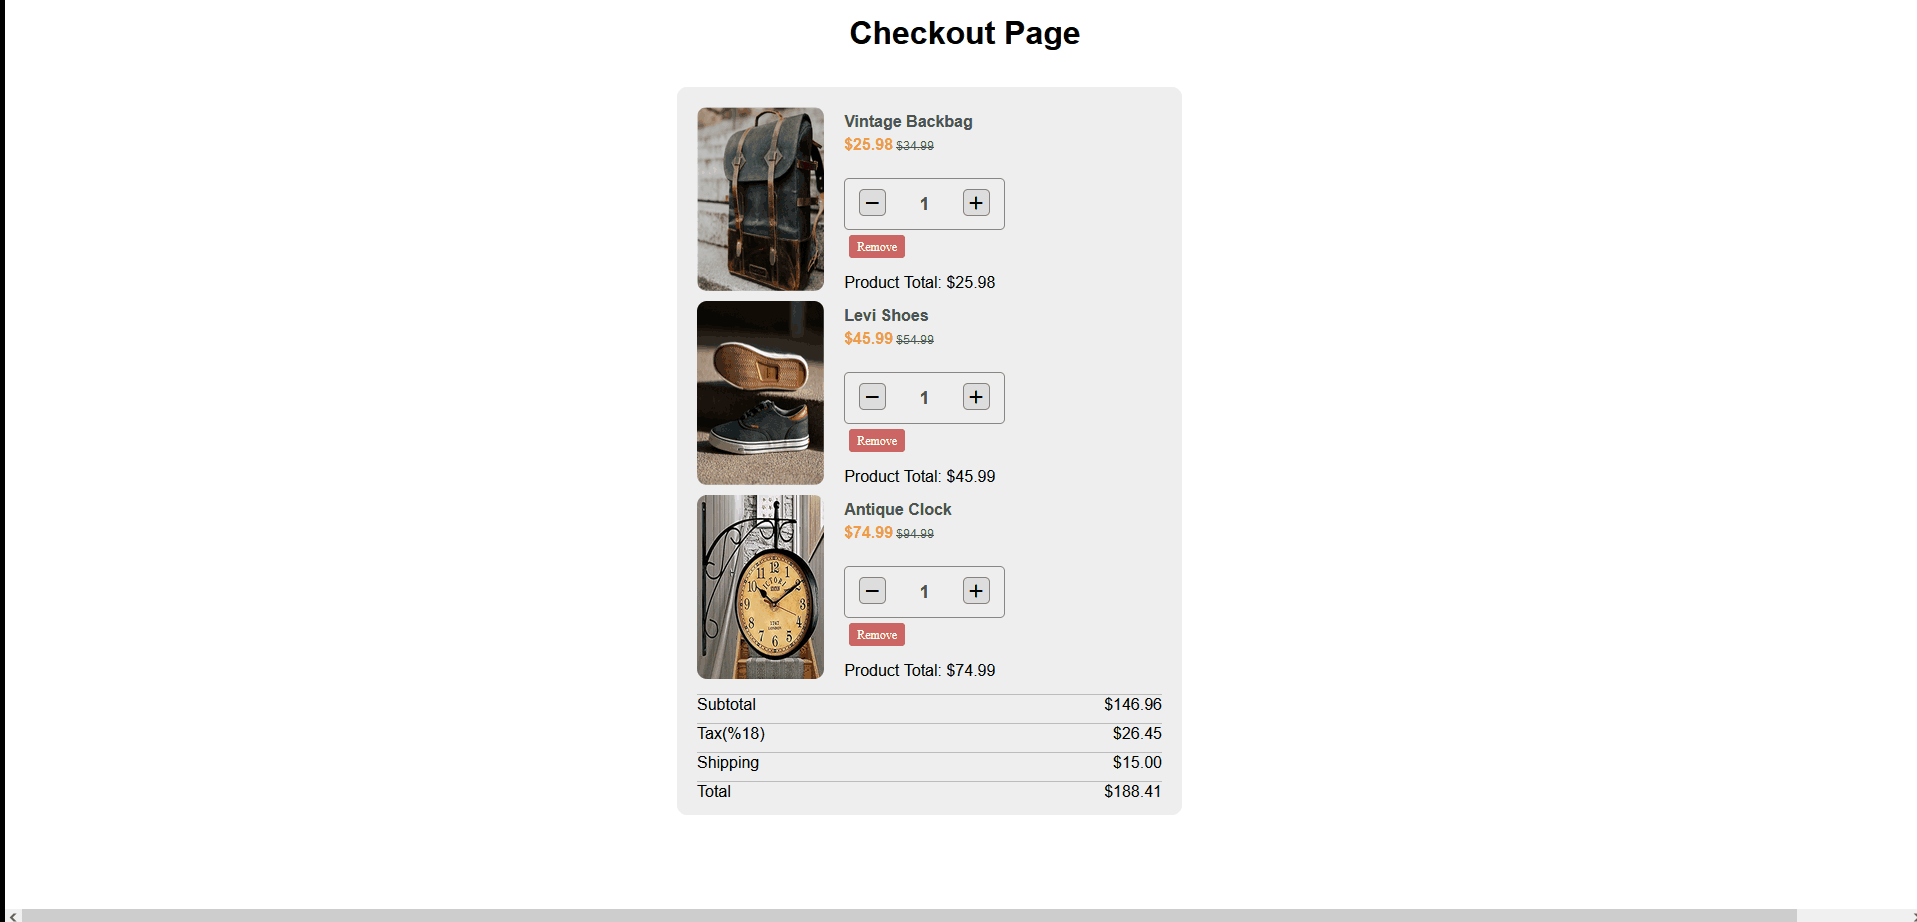 Checkout Page
Vintage Backbag
$25.98 $34.99
1
Remove
Product Total: $25.98
Levi Shoes
$45.99 $54.99
1
Remove
Product Total: $45.99
Antique Clock
$74.99 $94.99
1
Remove
Product Total: $74.99
Subtotal $146.96
Tax(%18) $26.45
Shipping $15.00
Total $188.41